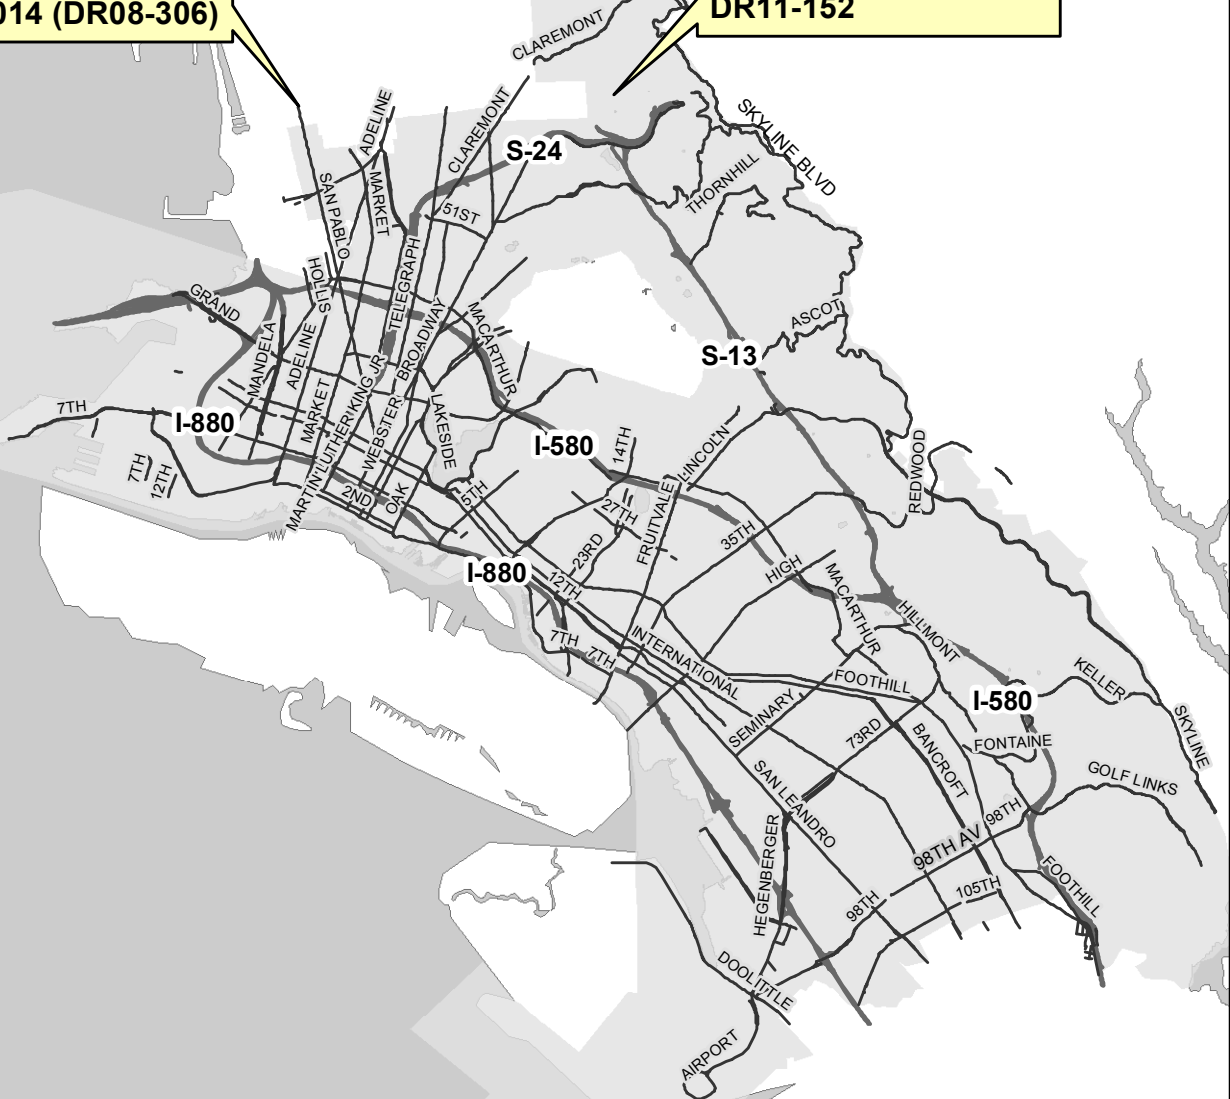 014 (DR08-306)
DR11-152
CLAREMONT
ADELINE
CLAREMONT
SKYLINE BLVD
S-24
THORNHILL
MARKET
SAN PABLO
51ST
TELEGRAPH
HOLLIS
GRAND
BROADWAY
MACARTHUR
ASCOT
MANDELA
ADELINE
S-13
MARKET
MARTIN LUTHER KING JR
WEBSTER
LAKESIDE
7TH
I-880
I-580
14TH
LINCOLN
REDWOOD
7TH
12TH
2ND
OAK
5TH
27TH
FRUITVALE
35TH
23RD
I-880
12TH
HIGH
MACARTHUR
HILLMONT
7TH
7TH
INTERNATIONAL
FOOTHILL
KELLER
I-580
SEMINARY
73RD
BANCROFT
FONTAINE
SKYLINE
GOLF LINKS
SAN LEANDRO
98TH
98TH AV
HEGENBERGER
98TH
105TH
FOOTHILL
DOOLITTLE
AIRPORT